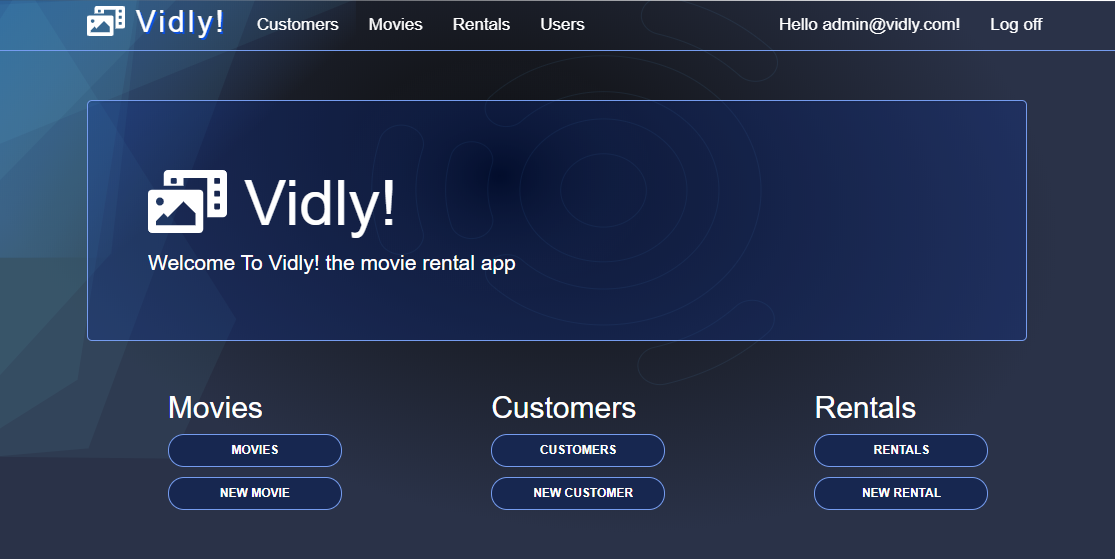 Vidly! Customers Movies Rentals Users Hello admin@vidly.com! Log off
Vidly!
Welcome To Vidly! the movie rental app
Movies Customers Rentals
MOVIES CUSTOMERS RENTALS
NEW MOVIE NEW CUSTOMER NEW RENTAL